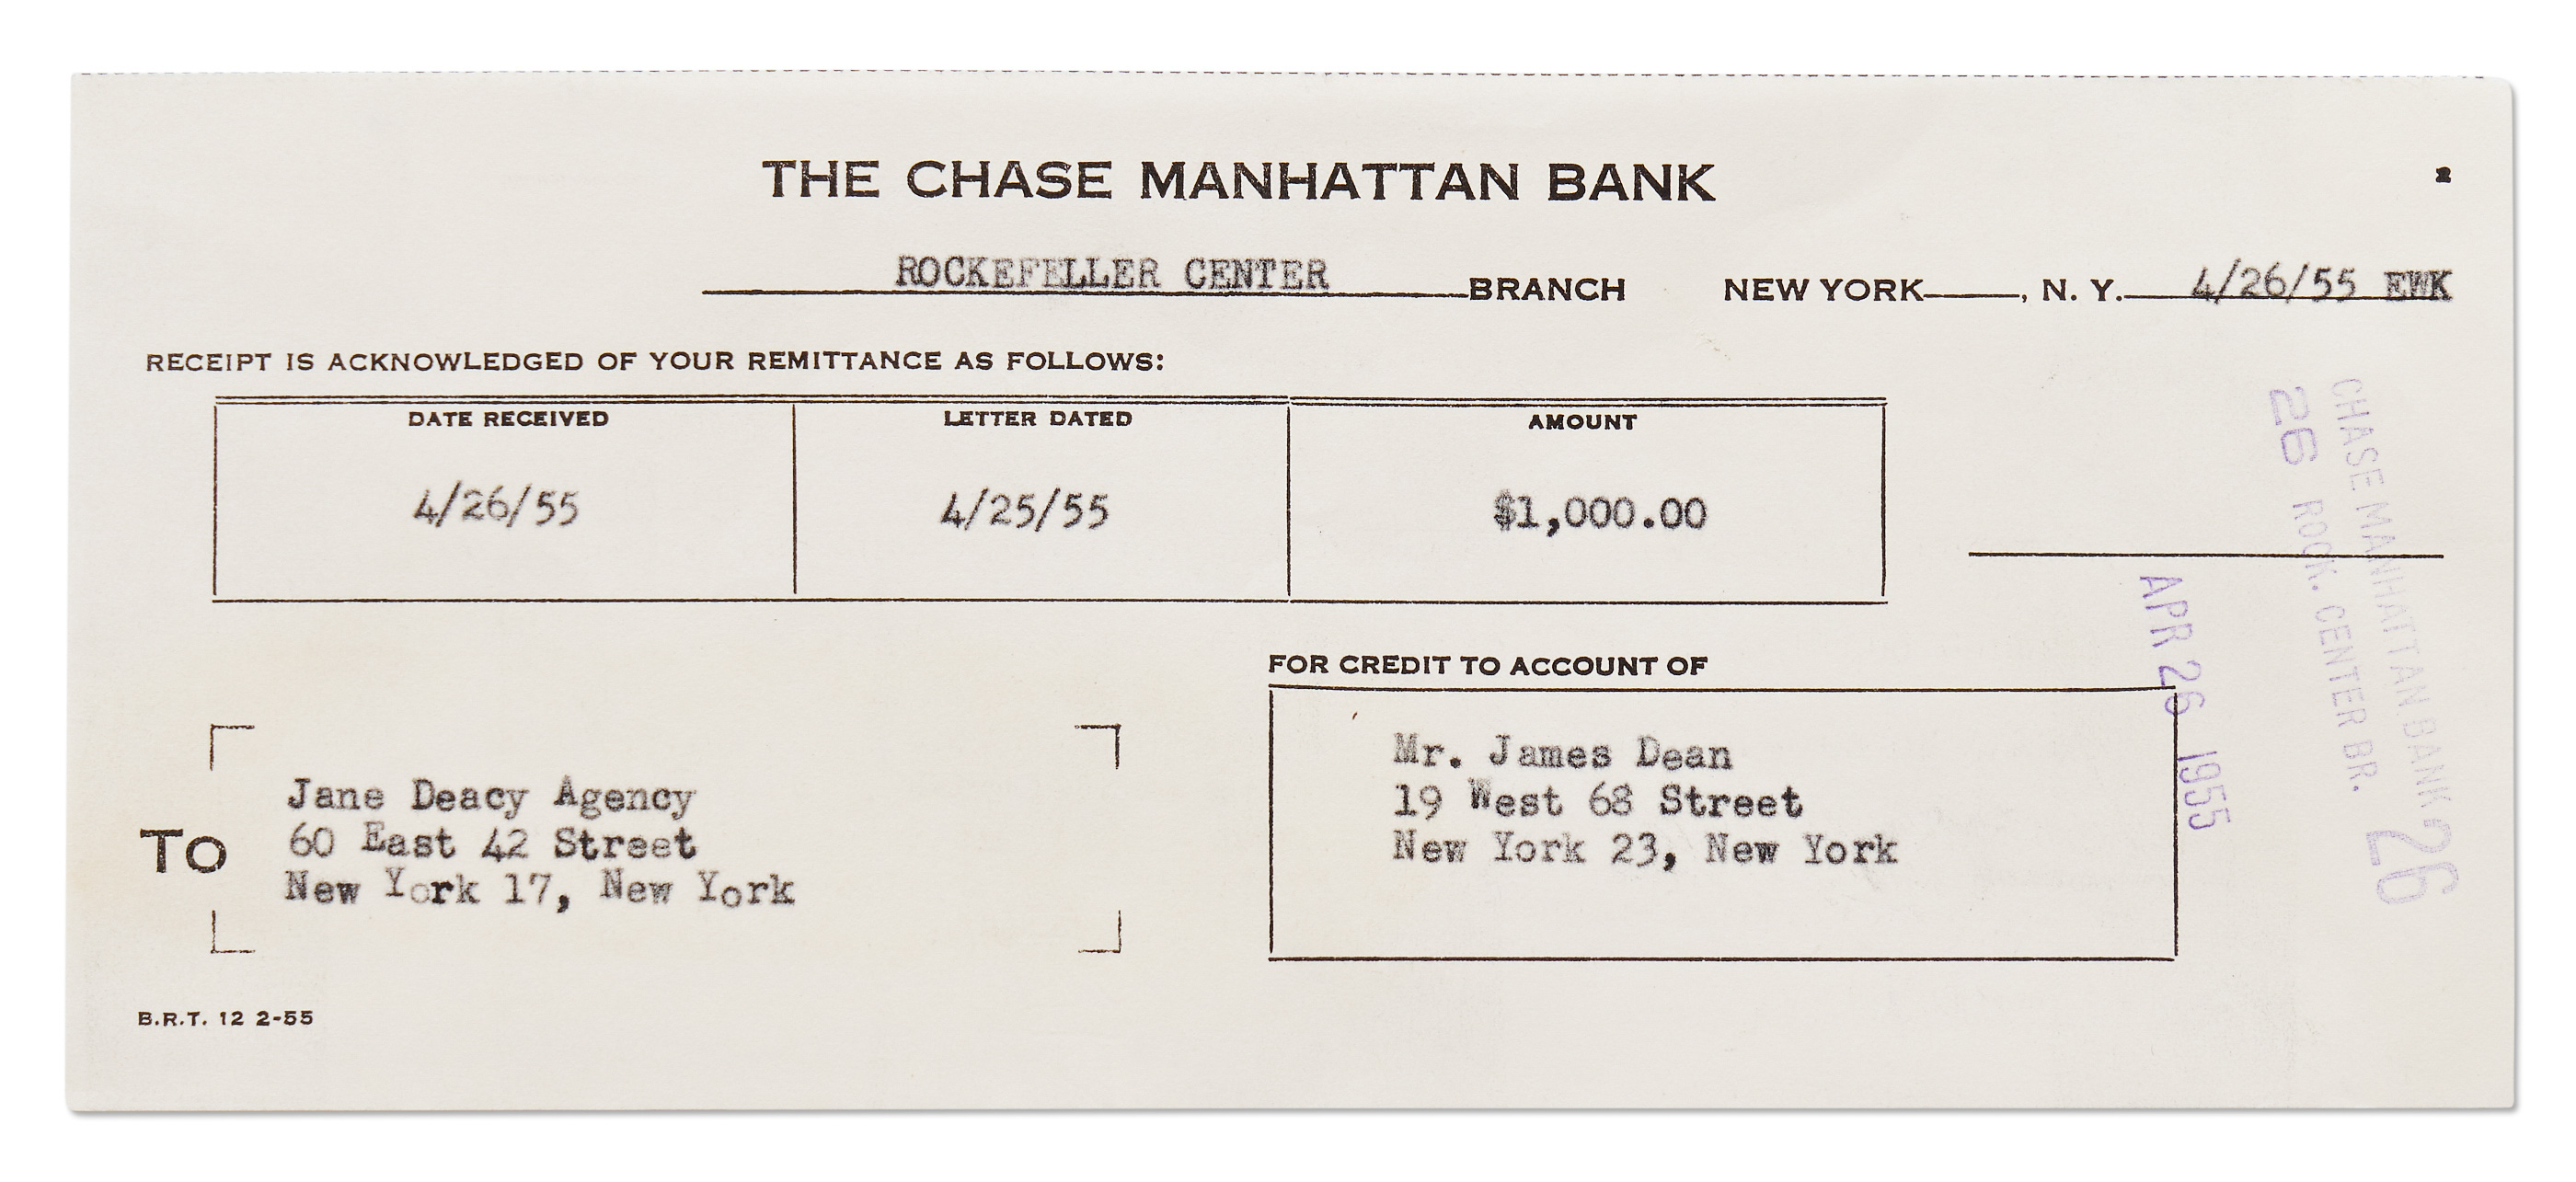 THE CHASE MANHATTAN BANK
2
ROCKEFELLER CENTER BRANCH NEW YORK , N. Y. 4/26/55 EWK
RECEIPT IS ACKNOWLEDGED OF YOUR REMITTANCE AS FOLLOWS:
DATE RECEIVED LETTER DATED AMOUNT
4/26/55 4/25/55 $1,000.00
FOR CREDIT TO ACCOUNT OF
Mr. James Dean
19 West 68 Street
New York 23, New York
TO
Jane Deacy Agency
60 East 42 Street
New York 17, New York
B.R.T. 12 2-55
CHASE MANHATTAN BANK 26
26 ROCK. CENTER BR.
APR 26 1955